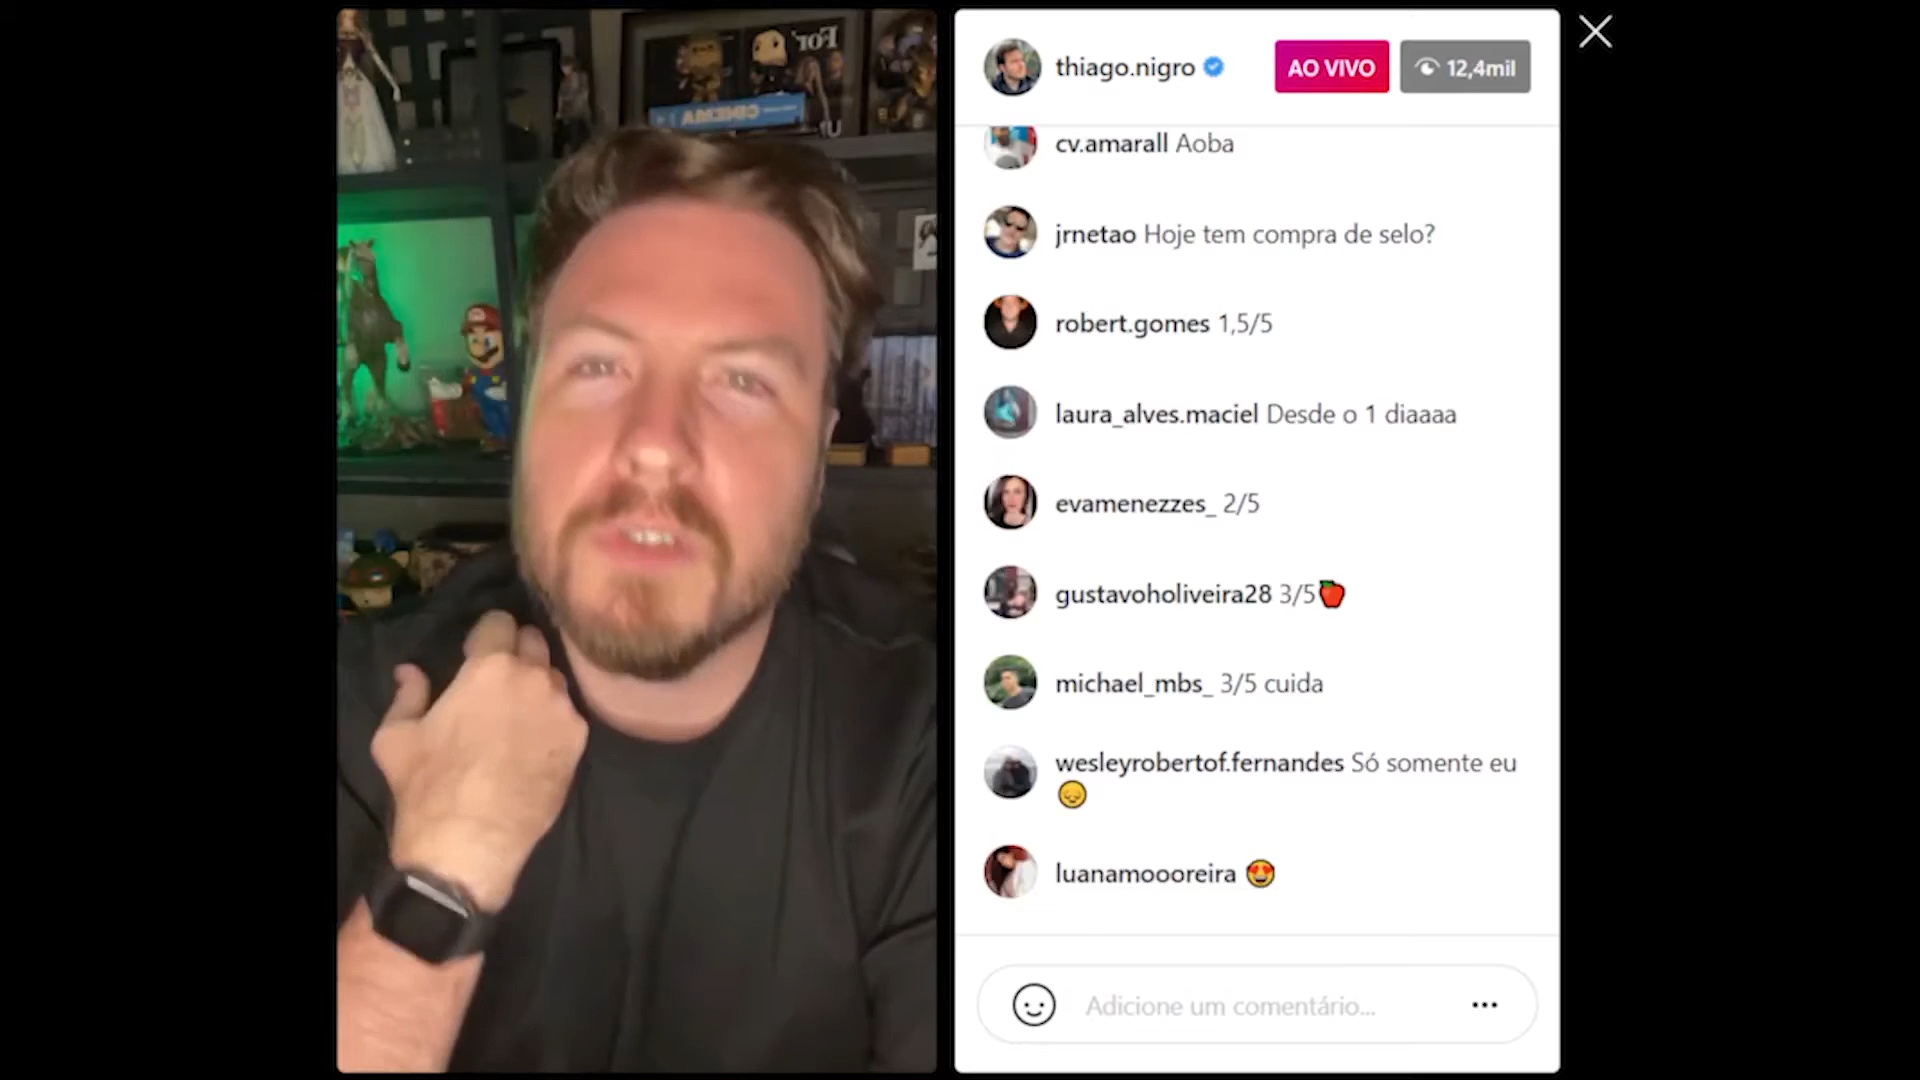 For
CINEMA
thiago.nigro
AO VIVO
12,4mil
cv.amarall Aoba
jrnetao Hoje tem compra de selo?
robert.gomes 1,5/5
laura_alves.maciel Desde o 1 diaaaa
evamenezzes_ 2/5
gustavoholiveira28 3/5🍎
michael_mbs_ 3/5 cuida
wesleyrobertof.fernandes Só somente eu
😞
luanamoooreira 😍
Adicione um comentário...